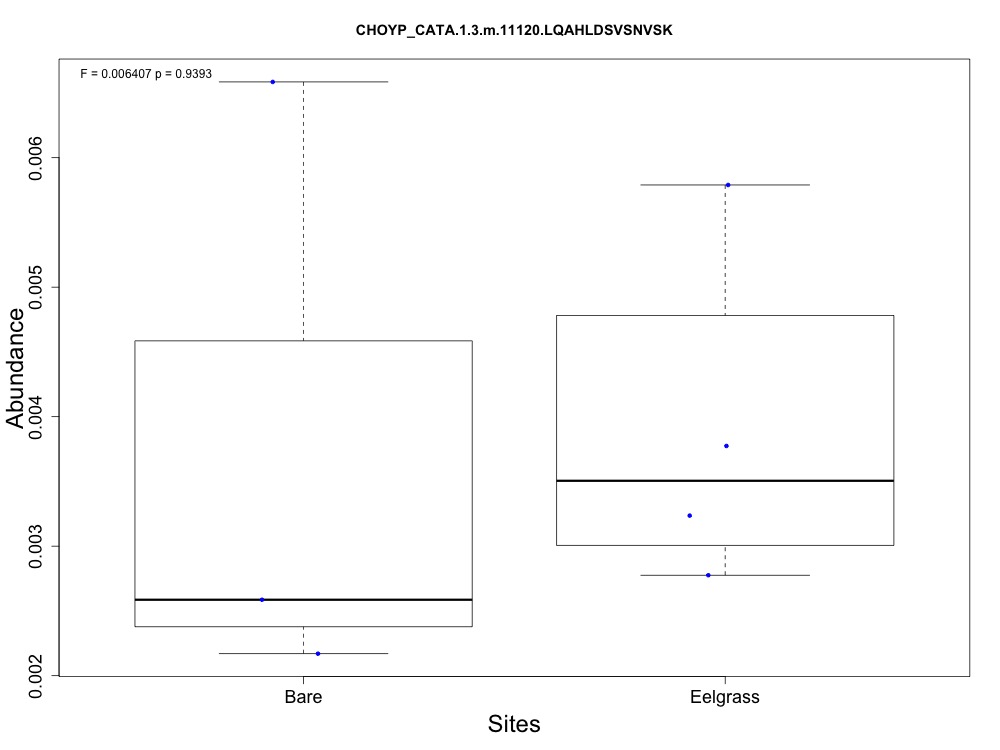 CHOYP_CATA.1.3.m.11120.LQAHLDSVSNVSK
F = 0.006407 p = 0.9393
0.006
0.005
0.004
0.003
0.002
Abundance
Bare
Eelgrass
Sites